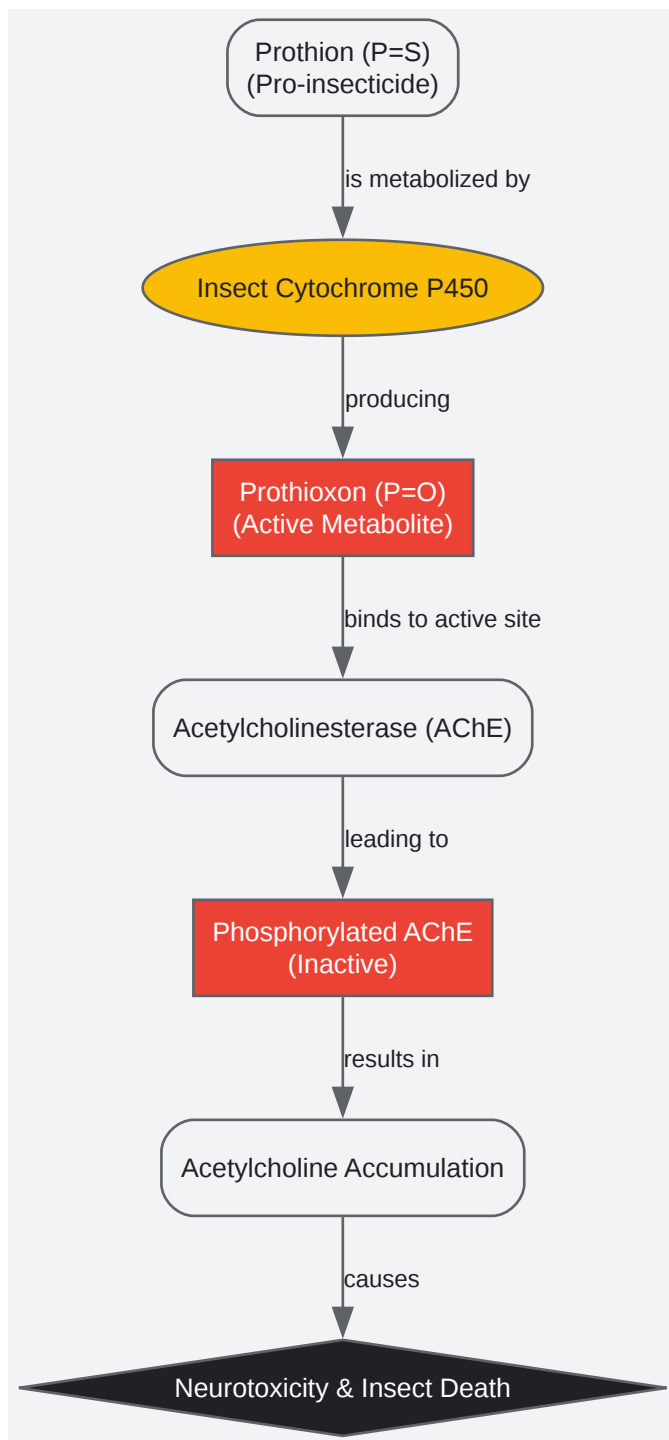 Prothion (P=S)
(Pro-insecticide)
is metabolized by
Insect Cytochrome P450
producing
Prothioxon (P=O)
(Active Metabolite)
binds to active site
Acetylcholinesterase (AChE)
leading to
Phosphorylated AChE
(Inactive)
results in
Acetylcholine Accumulation
causes
Neurotoxicity & Insect Death